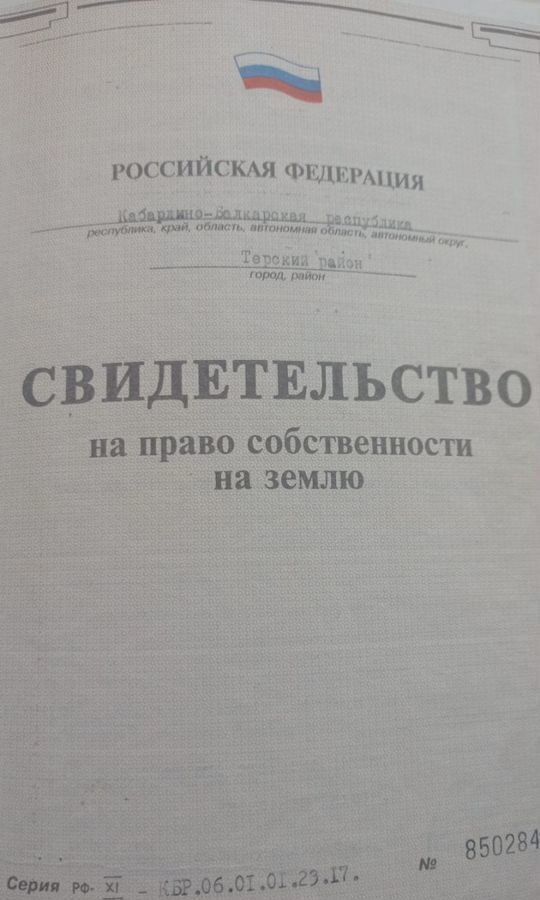 РОССИЙСКАЯ ФЕДЕРАЦИЯ
Кабардино-Балкарская республика
республика, край, область, автономная область, автономный округ,
Терский район
город, район
СВИДЕТЕЛЬСТВО
на право собственности
на землю
Серия РФ- XI - КБР.06.01.01.23.17.
№ 850284